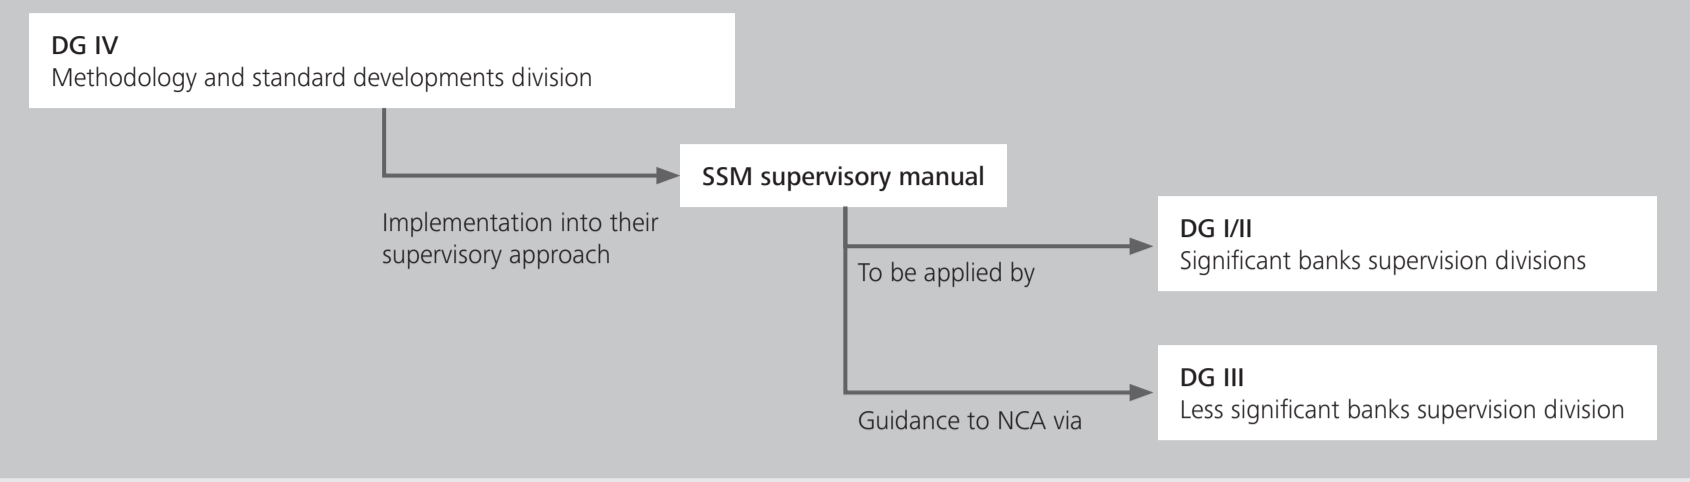 DG IV
Methodology and standard developments division
SSM supervisory manual
Implementation into their
supervisory approach
DG I/II
Significant banks supervision divisions
To be applied by
DG III
Less significant banks supervision division
Guidance to NCA via